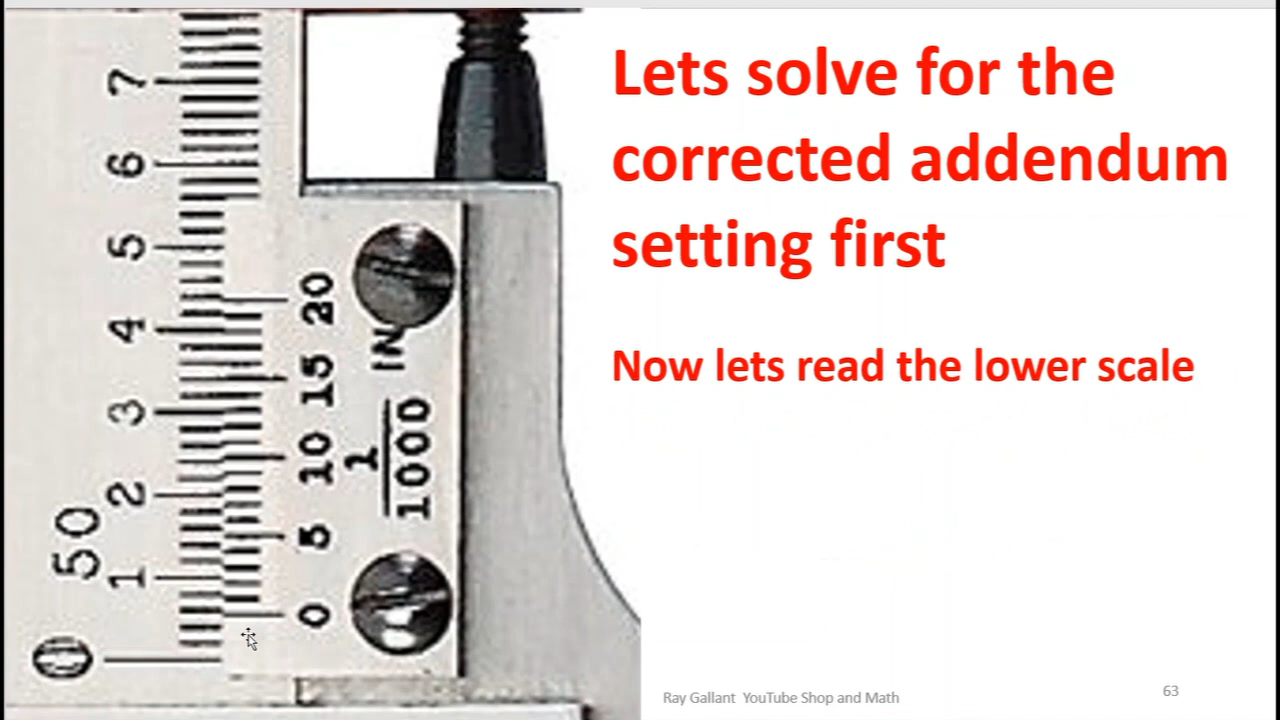 Lets solve for the
corrected addendum
setting first
Now lets read the lower scale
7
6
5
4
3
2
1
0
50
20
15
10
5
0
IN
1
1000
Ray Gallant YouTube Shop and Math
63